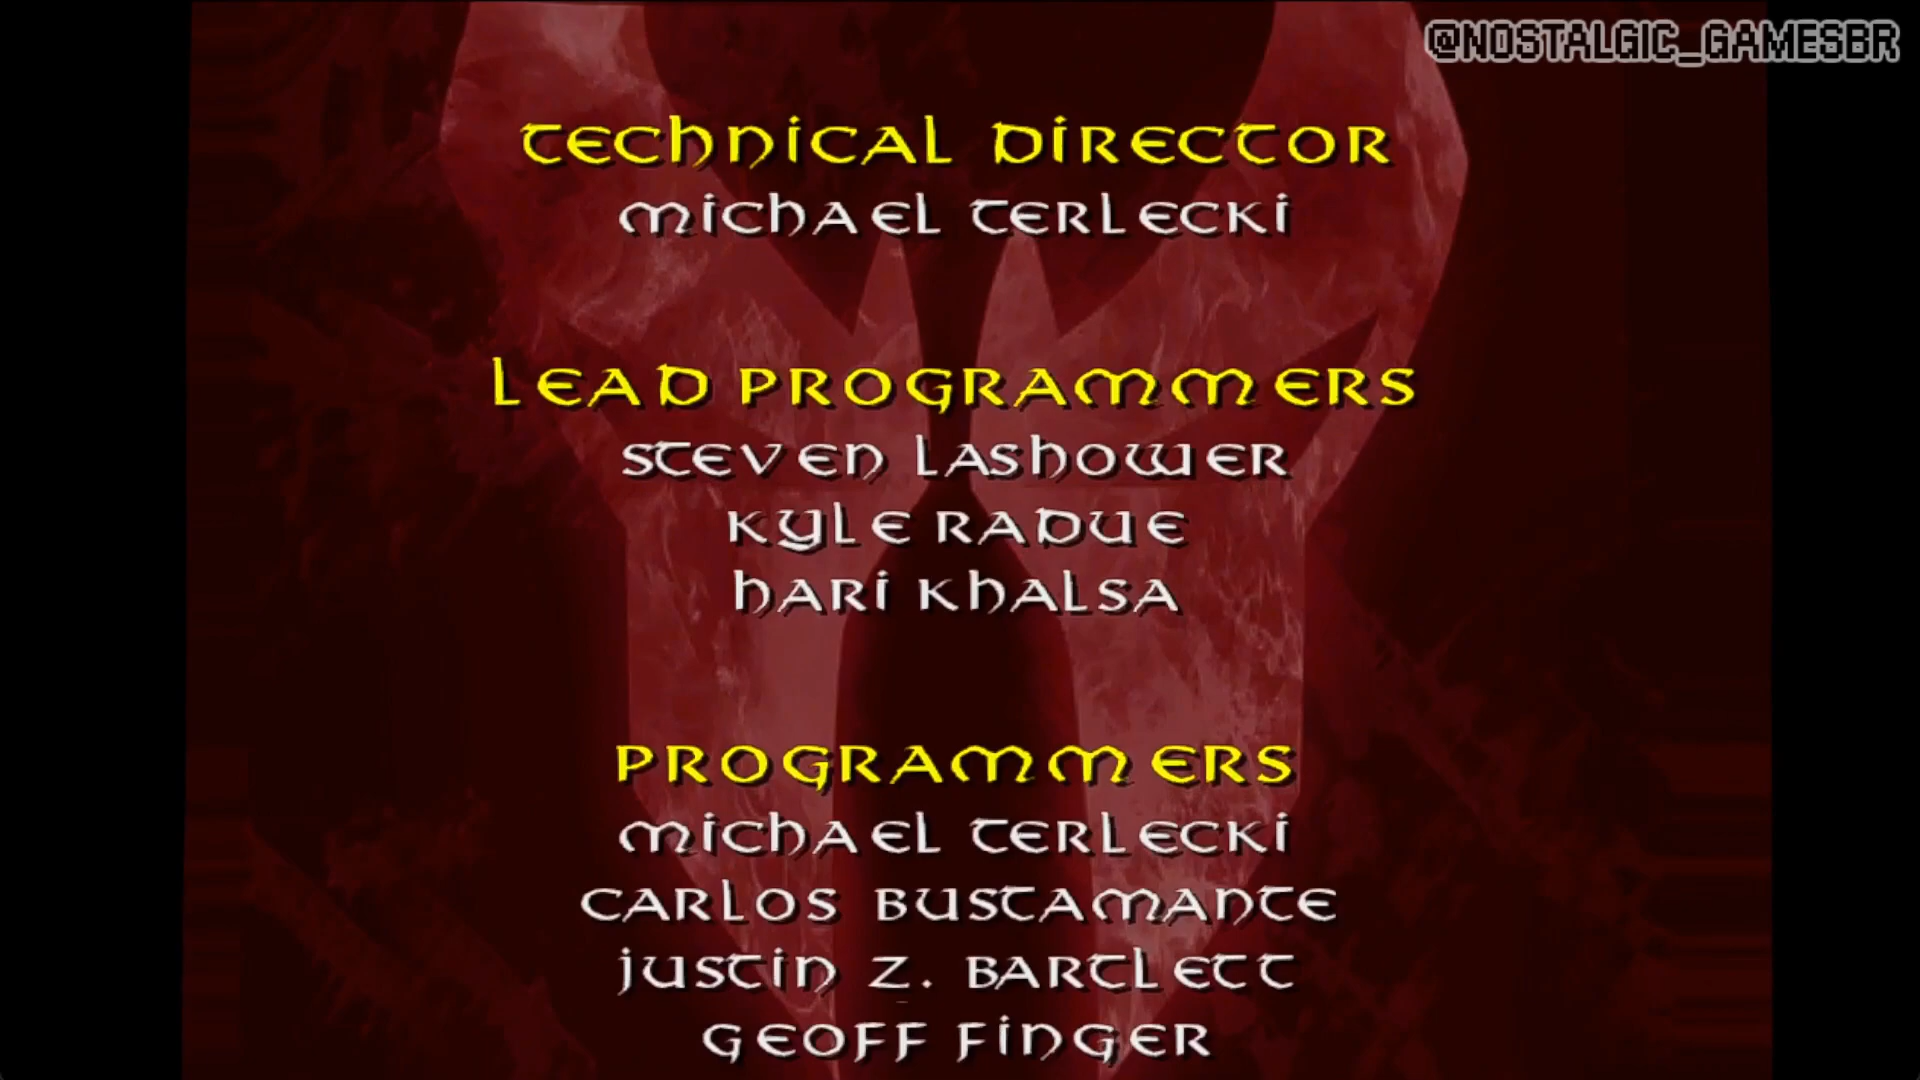 @NOSTALGIC_GAMESBR
TECHNICAL DIRECTOR
MICHAEL TERLECKI
LEAD PROGRAMMERS
STEVEN LASHOWER
KYLE RADUE
HARI KHALSA
PROGRAMMERS
MICHAEL TERLECKI
CARLOS BUSTAMANTE
JUSTIN Z. BARTLETT
GEOFF FINGER